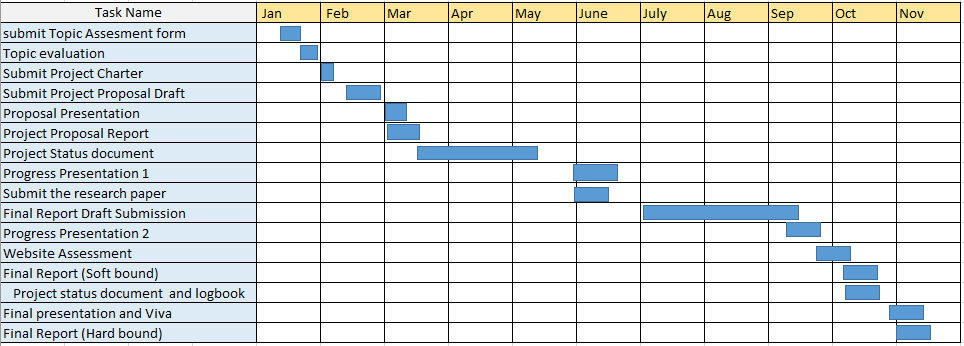 Task Name Jan Feb Mar Apr May June July Aug Sep Oct Nov
submit Topic Assesment form
Topic evaluation
Submit Project Charter
Submit Project Proposal Draft
Proposal Presentation
Project Proposal Report
Project Status document
Progress Presentation 1
Submit the research paper
Final Report Draft Submission
Progress Presentation 2
Website Assessment
Final Report (Soft bound)
Project status document and logbook
Final presentation and Viva
Final Report (Hard bound)